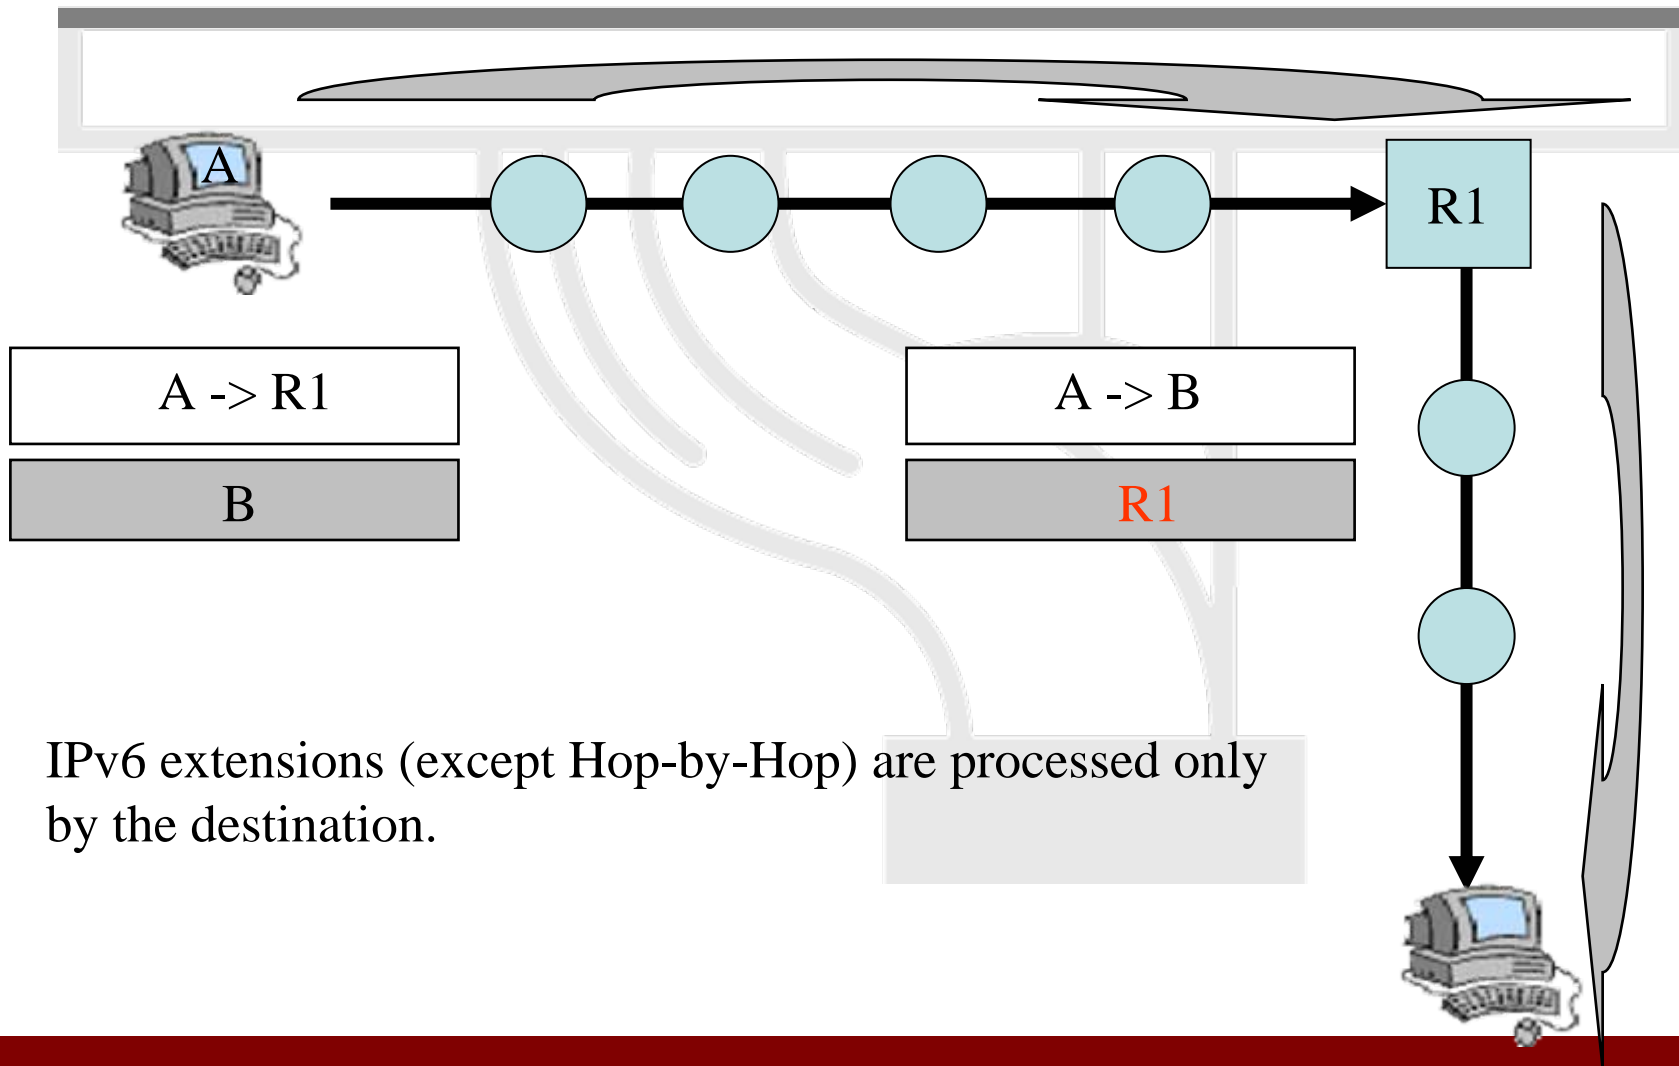 A
R1
A -> R1
A -> B
B
R1
IPv6 extensions (except Hop-by-Hop) are processed only
by the destination.